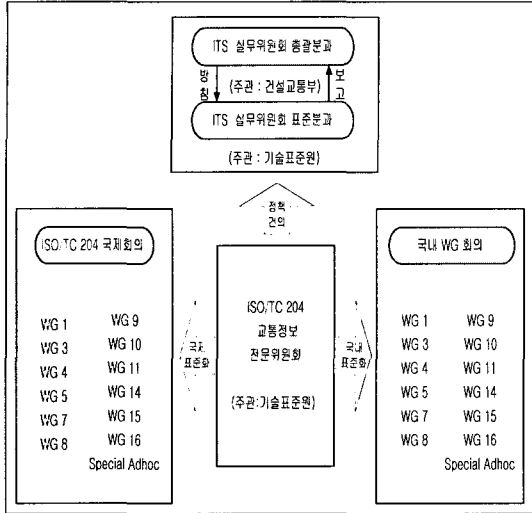 ITS 실무위원회 총괄분과
방침
(주관 : 건설교통부)
보고
ITS 실무위원회 표준분과
(주관 : 기술표준원)
정책
건의
ISO/TC 204 국제회의
WG 1
WG 3
WG 4
WG 5
WG 7
WG 8
WG 9
WG 10
WG 11
WG 14
WG 15
WG 16
Special Adhoc
국제
표준화
ISO/TC 204
교통정보
전문위원회
(주관:기술표준원)
국내
표준화
국내 WG 회의
WG 1
WG 3
WG 4
WG 5
WG 7
WG 8
WG 9
WG 10
WG 11
WG 14
WG 15
WG 16
Special Adhoc